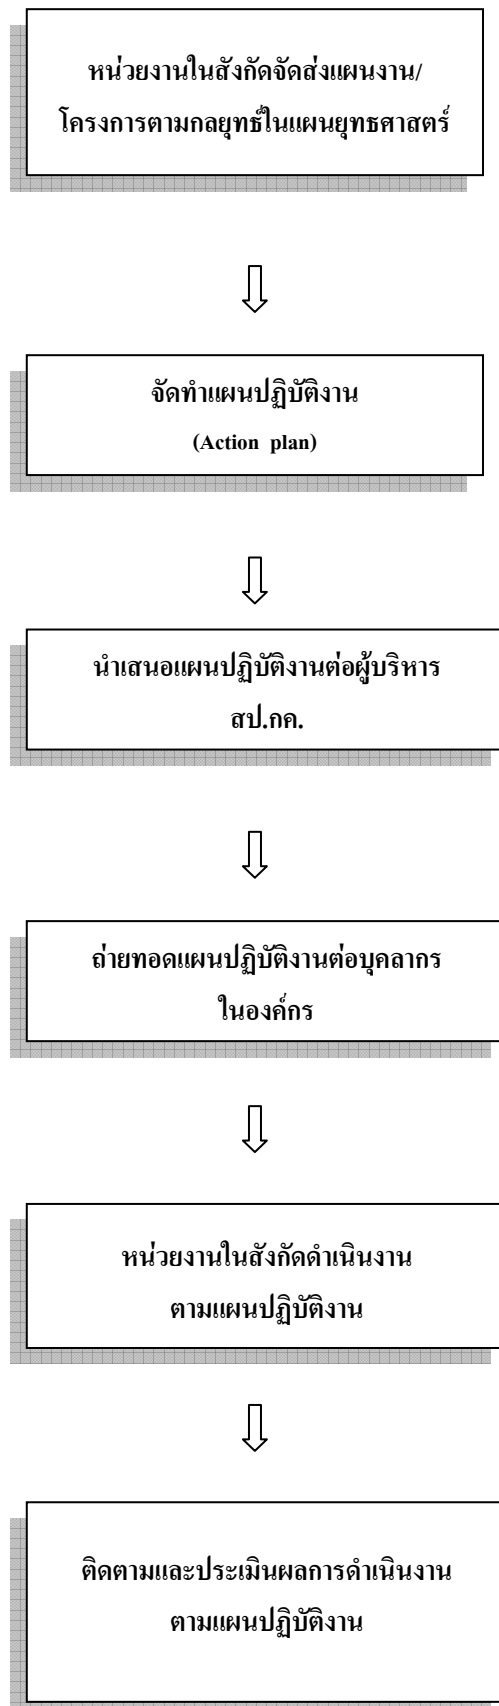 หน่วยงานในสังกัดจัดส่งแผนงาน/
โครงการตามกลยุทธ์ในแผนยุทธศาสตร์
จัดทำแผนปฏิบัติงาน
(Action plan)
นำเสนอแผนปฏิบัติงานต่อผู้บริหาร
สป.กค.
ถ่ายทอดแผนปฏิบัติงานต่อบุคลากร
ในองค์กร
หน่วยงานในสังกัดดำเนินงาน
ตามแผนปฏิบัติงาน
ติดตามและประเมินผลการดำเนินงาน
ตามแผนปฏิบัติงาน